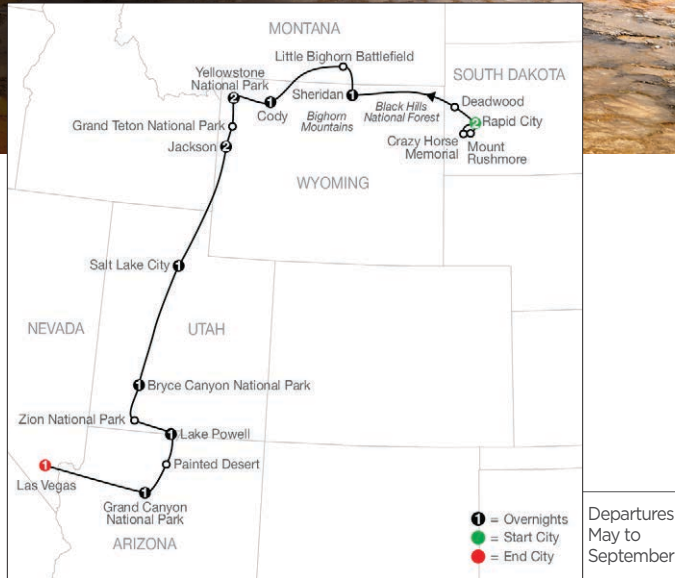 MONTANA
Little Bighorn Battlefield
Yellowstone
National Park
SOUTH DAKOTA
Sheridan
1
Deadwood
2
1
Cody
Bighorn
Mountains
Black Hills
National Forest
2
Rapid City
Grand Teton National Park
Crazy Horse
Memorial
Mount
Rushmore
Jackson
2
WYOMING
Salt Lake City
1
NEVADA
UTAH
1
Bryce Canyon National Park
Zion National Park
1
Lake Powell
1
Painted Desert
Las Vegas
1
Grand Canyon
National Park
ARIZONA
1 = Overnights
= Start City
= End City
Departures
May to
September